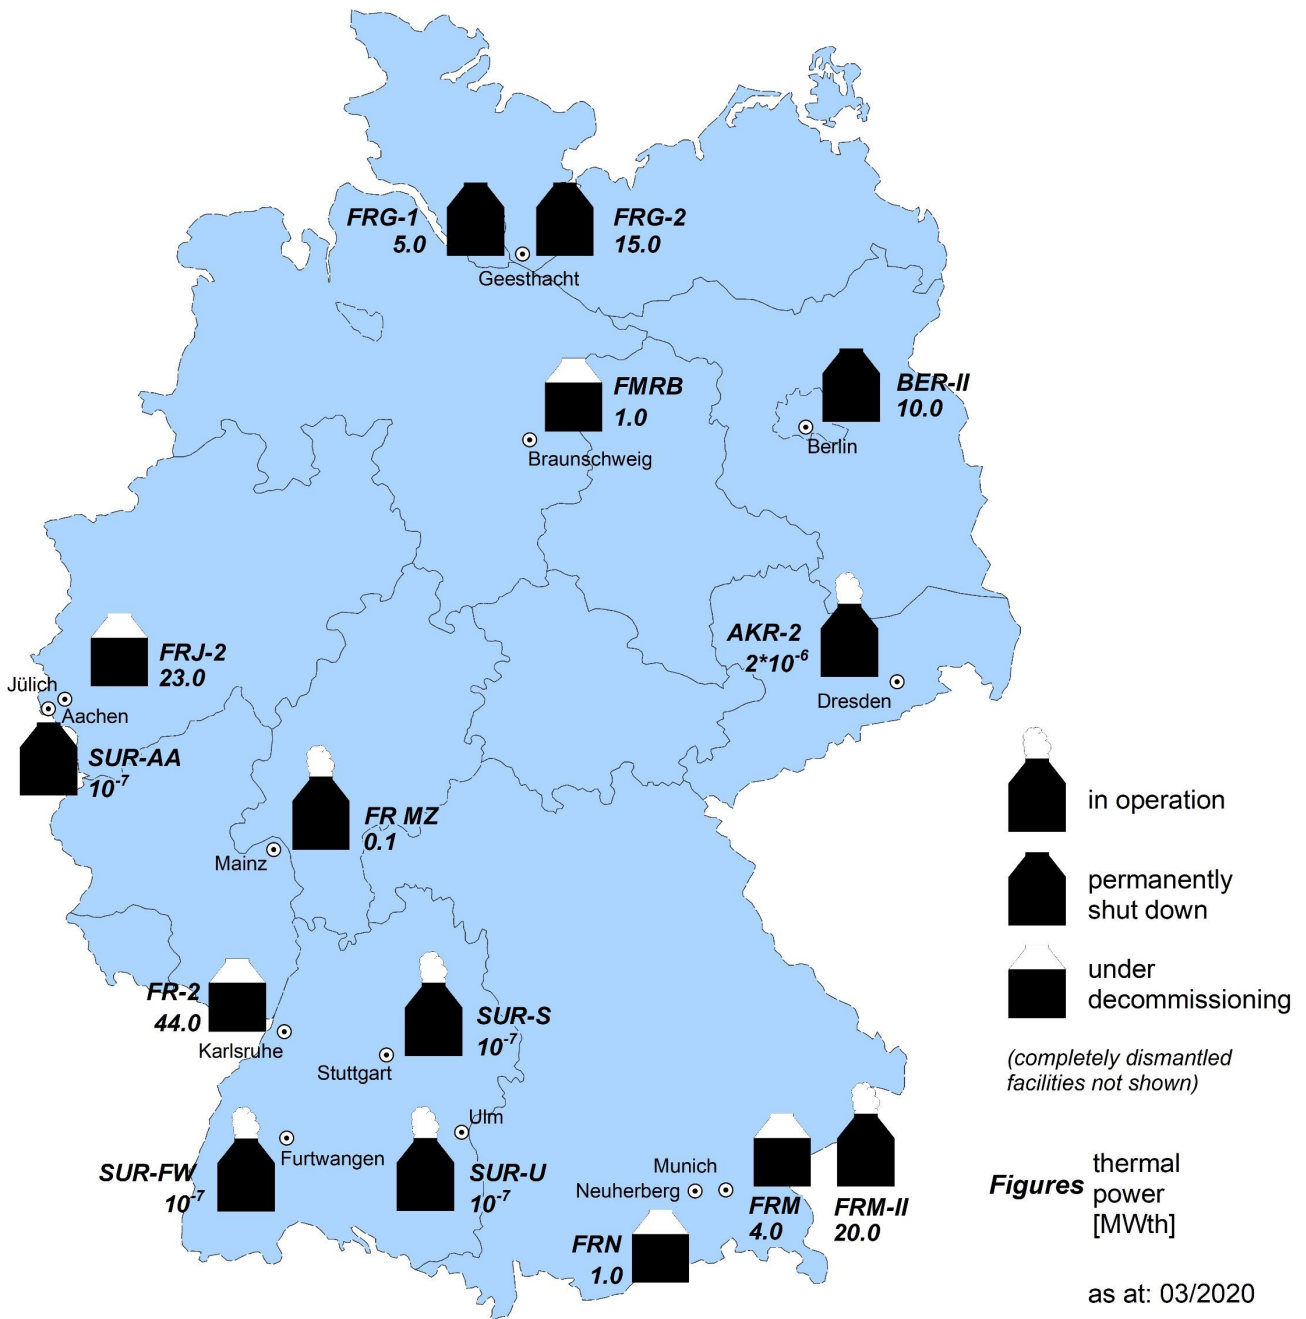 FRG-1
5.0
FRG-2
15.0
Geesthacht
FMRB
1.0
Braunschweig
BER-II
10.0
Berlin
AKR-2
2*10⁻⁶
Dresden
FRJ-2
23.0
Jülich
Aachen
SUR-AA
10⁻⁷
FR MZ
0.1
Mainz
FR-2
44.0
Karlsruhe
SUR-S
10⁻⁷
Stuttgart
Ulm
Furtwangen
SUR-FW
10⁻⁷
SUR-U
10⁻⁷
Munich
Neuherberg
FRM
4.0
FRM-II
20.0
FRN
1.0
in operation
permanently
shut down
under
decommissioning
(completely dismantled
facilities not shown)
Figures thermal
power
[MWth]
as at: 03/2020